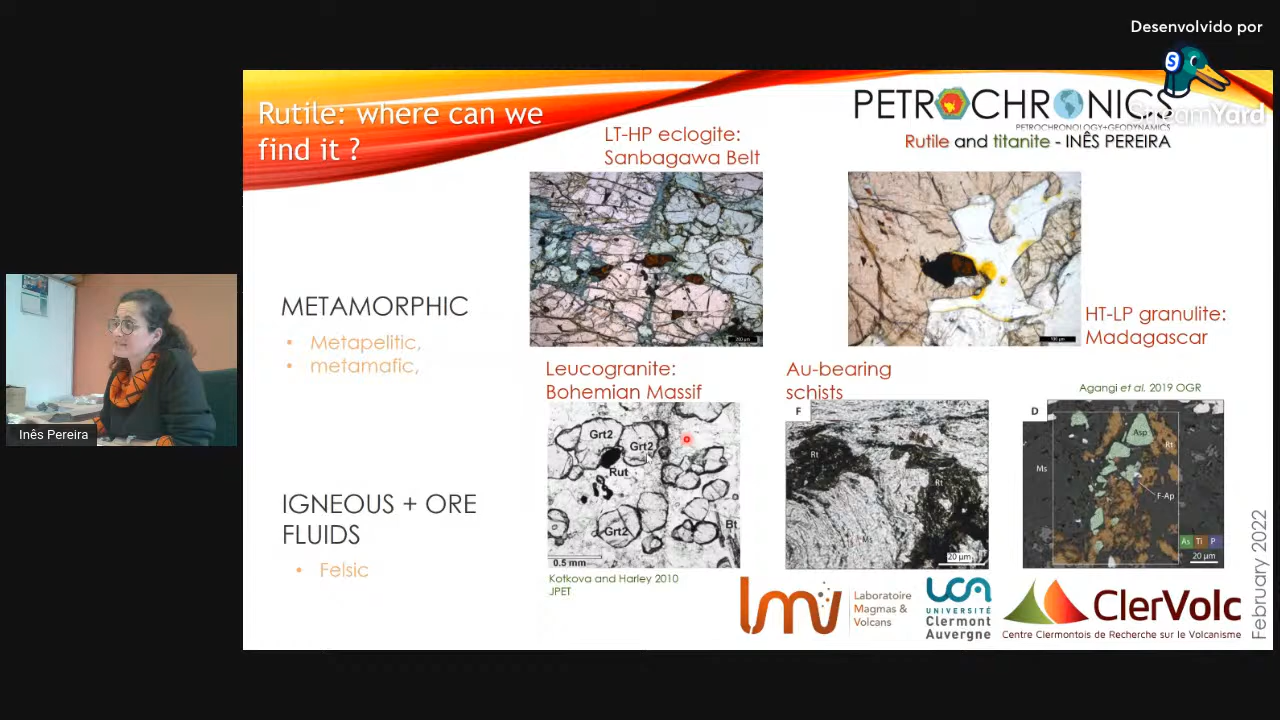 Desenvolvido por
S
StreamYard
Rutile: where can we
find it ?
PETROCHRONICS
PETROCHRONOLOGY+GEODYNAMICS
Rutile and titanite - INÊS PEREIRA
LT-HP eclogite:
Sanbagawa Belt
HT-LP granulite:
Madagascar
METAMORPHIC
• Metapelitic,
• metamafic,
Leucogranite:
Bohemian Massif
Au-bearing
schists
Agangi et al. 2019 OGR
Grt2
Grt2
Rut
Grt2
Bt
0.5 mm
F
Rt
Rt
Ms
20 µm
D
Asp
Rt
Ms
F-Ap
As Ti P
20 µm
Inês Pereira
IGNEOUS + ORE
FLUIDS
• Felsic
Kotkova and Harley 2010
JPET
lmv
Laboratoire
Magmas &
Volcans
UCA
UNIVERSITÉ
Clermont
Auvergne
ClerVolc
Centre Clermontois de Recherche sur le Volcanisme
February 2022